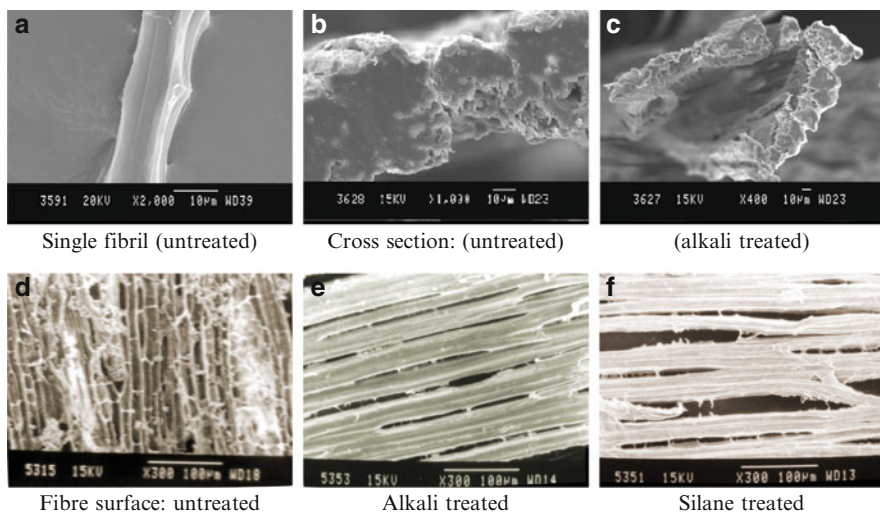 a b c
3591 20KV X2,000 10µm WD39
3628 15KV 10µm WD23
3627 15KV X400 10µm WD23
Single fibril (untreated)
Cross section: (untreated)
(alkali treated)
d e f
5315 15KV X300 100µm WD18
5353 15KV X300 100µm WD14
5351 15KV X300 100µm WD13
Fibre surface: untreated
Alkali treated
Silane treated